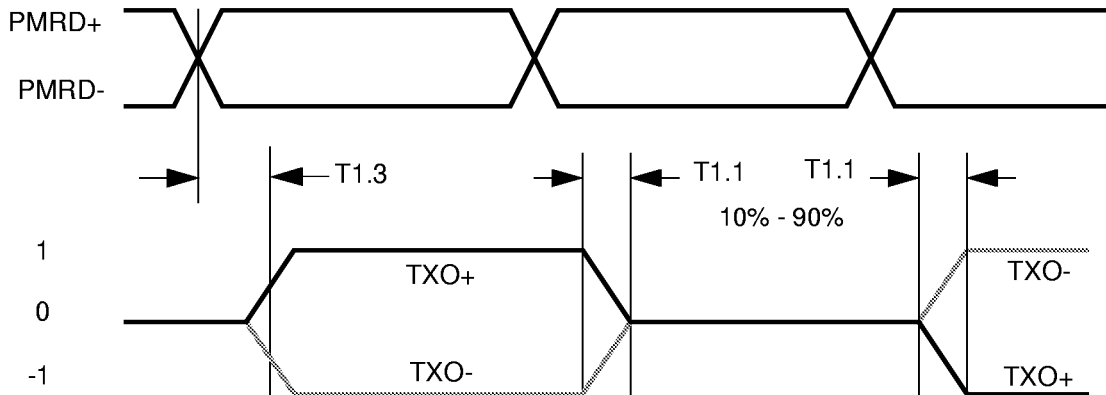 PMRD+
PMRD-
T1.3
T1.1
T1.1
10% - 90%
1
TXO+
TXO-
0
-1
TXO-
TXO+